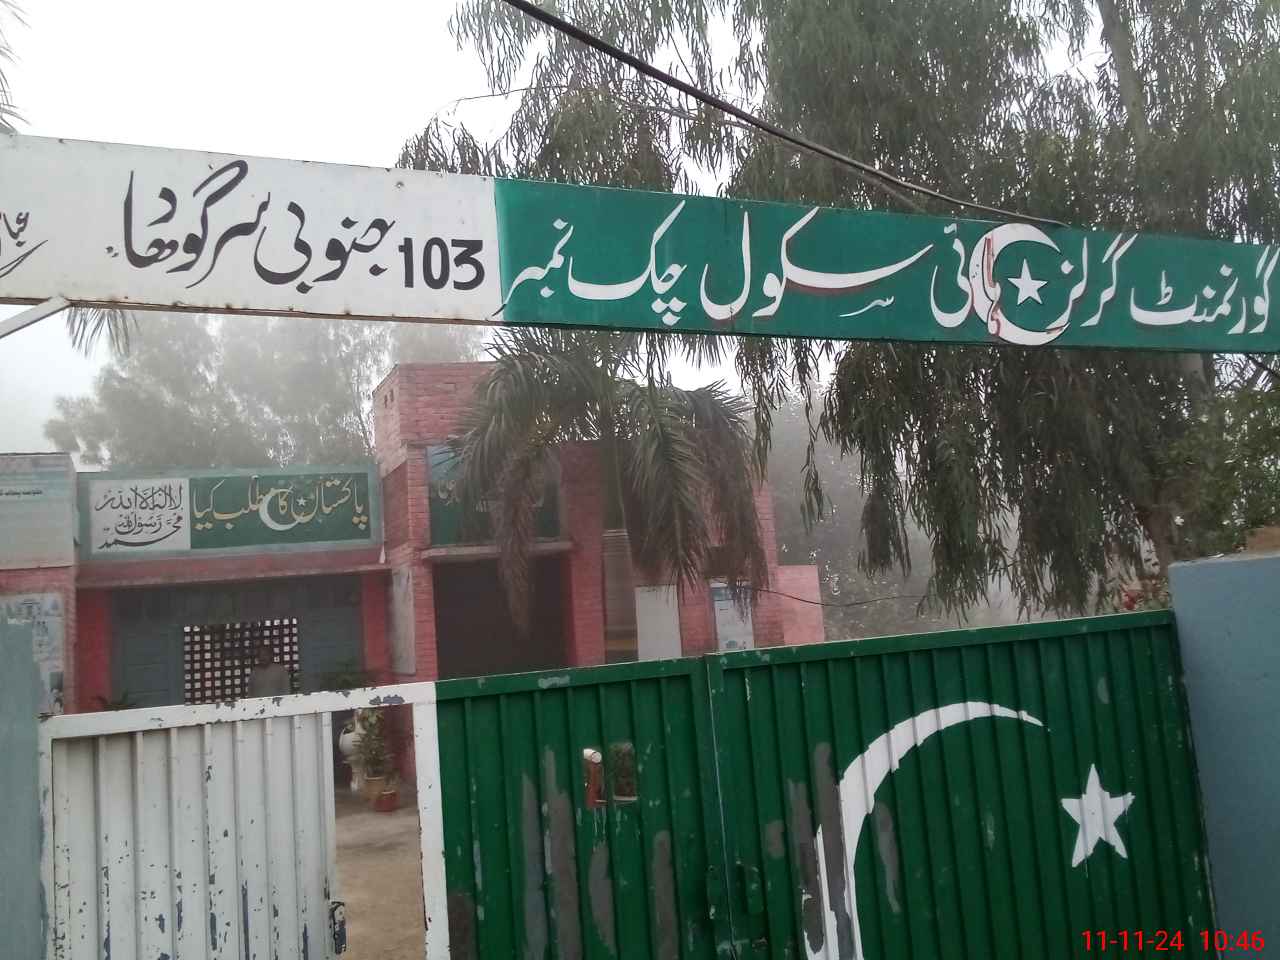 گورنمنٹ گرلز ہائی سکول چک نمبر 103 جنوبی سرگودھا
پاکستان کا مطلب کیا
لا الہ الا اللہ
محمد رسول اللہ
11-11-24 10:46